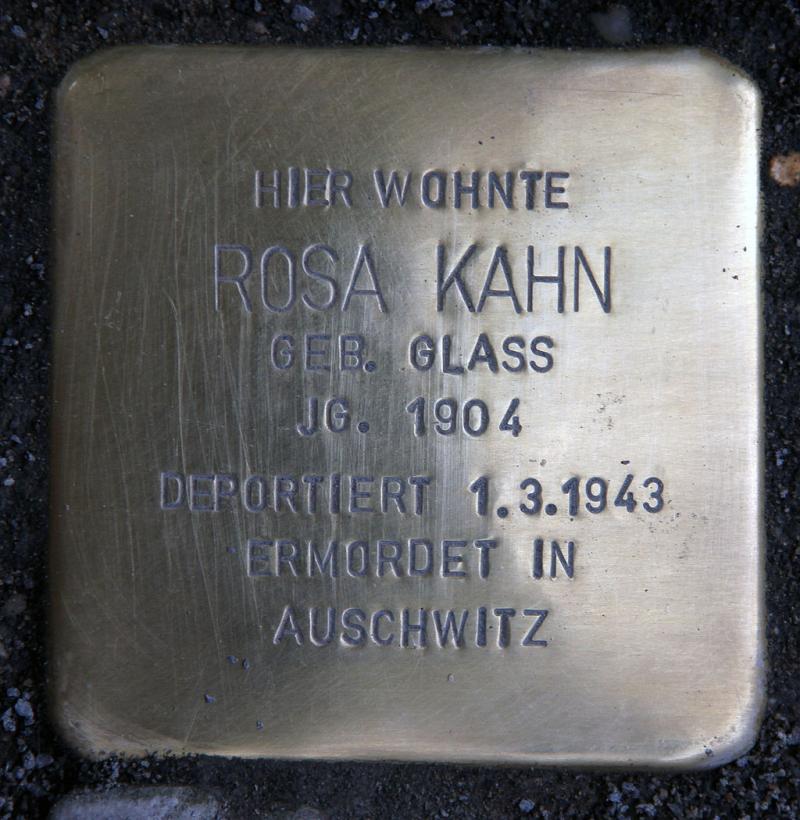 HIER WOHNTE
ROSA KAHN
GEB. GLASS
JG. 1904
DEPORTIERT 1.3.1943
ERMORDET IN
AUSCHWITZ